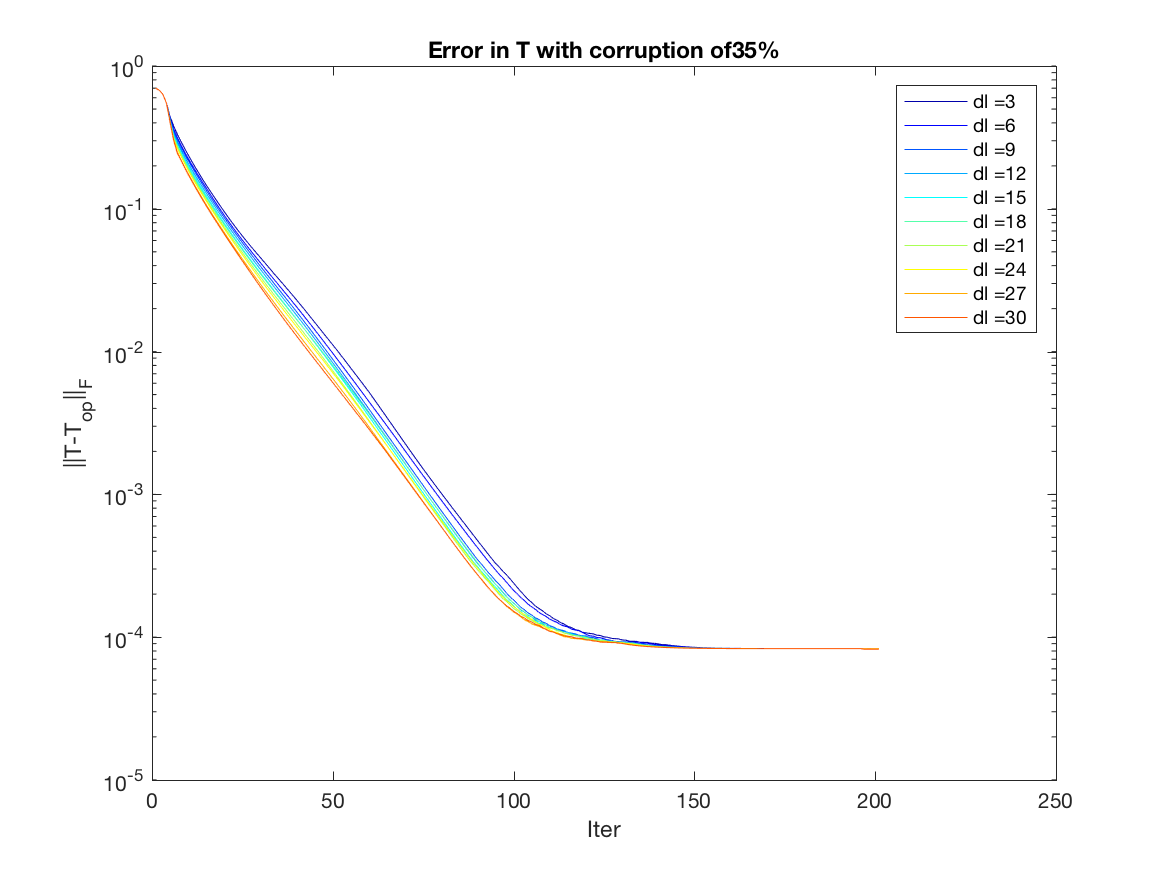 Error in T with corruption of35%
10^0
10^-1
10^-2
10^-3
10^-4
10^-5
||T-T_op||_F
0
50
100
150
200
250
Iter
dl =3
dl =6
dl =9
dl =12
dl =15
dl =18
dl =21
dl =24
dl =27
dl =30